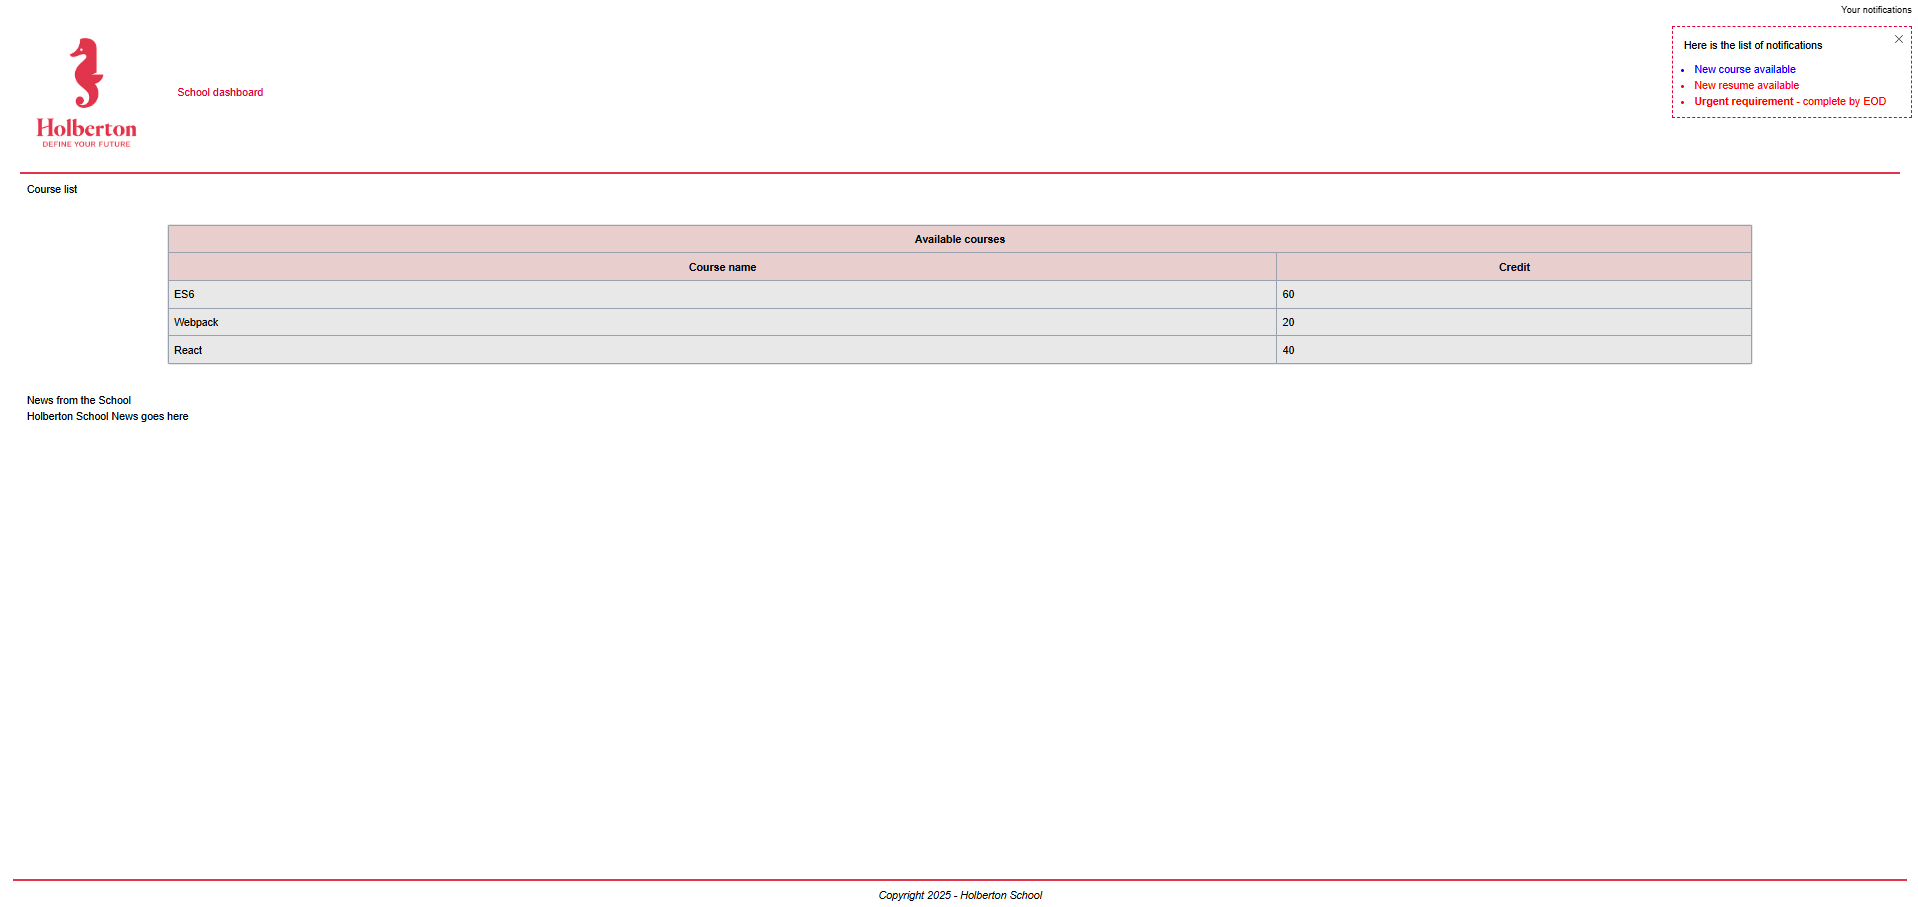 Your notifications
Here is the list of notifications
New course available
New resume available
Urgent requirement - complete by EOD
Holberton
DEFINE YOUR FUTURE
School dashboard
Course list
Available courses
Course name Credit
ES6 60
Webpack 20
React 40
News from the School
Holberton School News goes here
Copyright 2025 - Holberton School